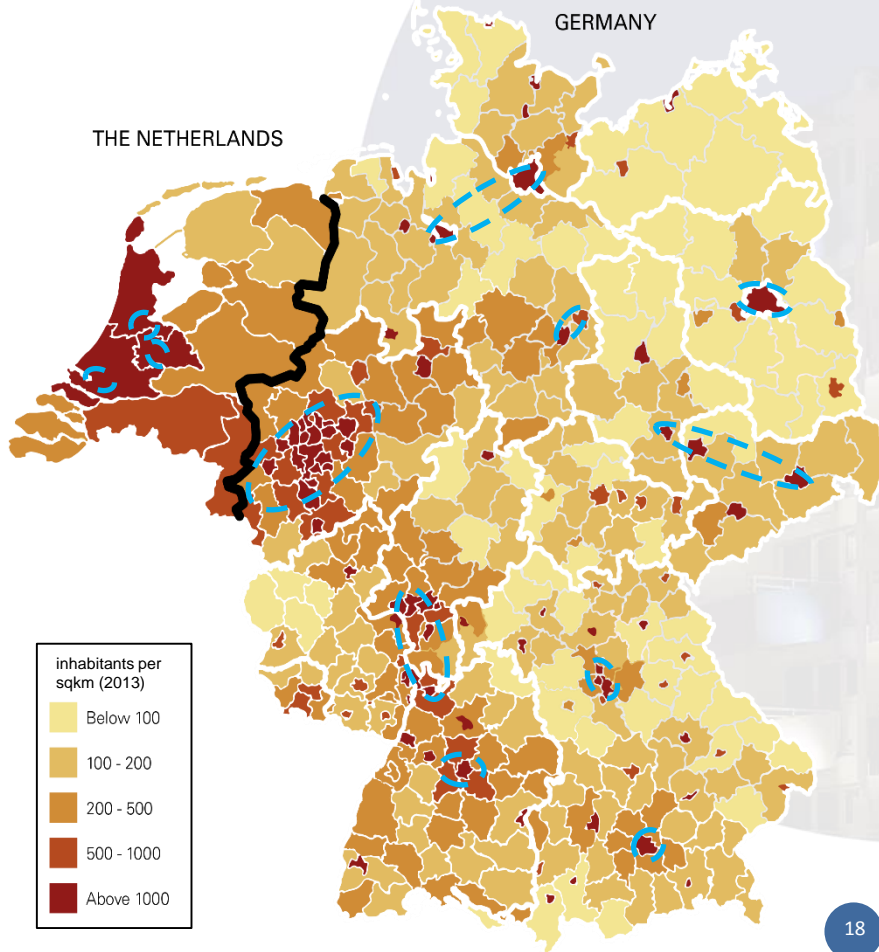 GERMANY
THE NETHERLANDS
inhabitants per
sqkm (2013)
Below 100
100 - 200
200 - 500
500 - 1000
Above 1000
18